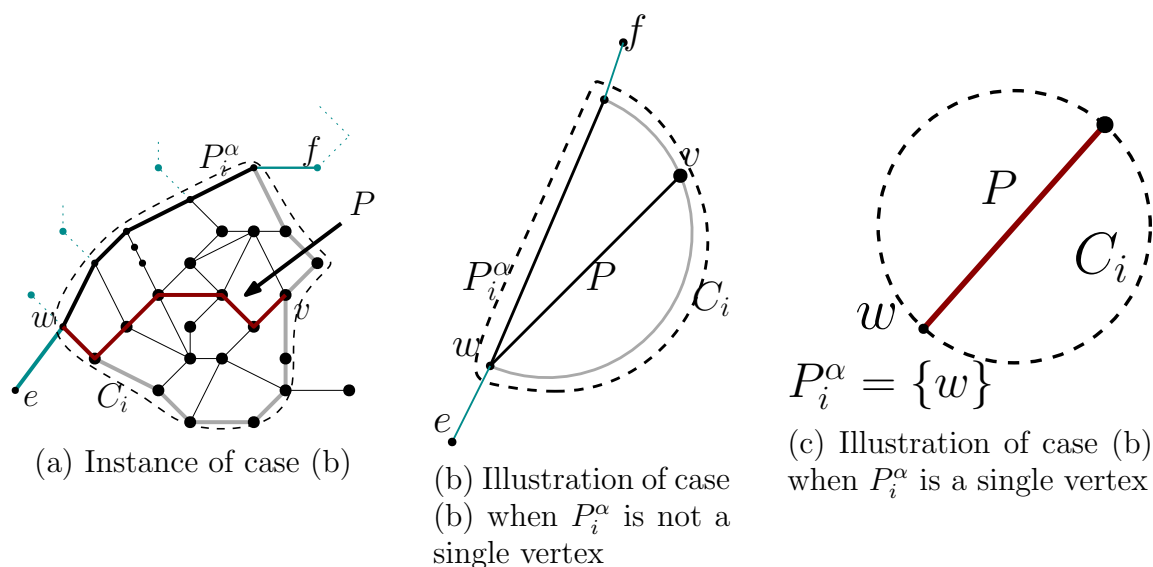 P_i^α
f
P
w
v
e
C_i
(a) Instance of case (b)
f
v
P_i^α
P
C_i
w
e
(b) Illustration of case
(b) when P_i^α is not a
single vertex
P
C_i
w
P_i^α = {w}
(c) Illustration of case (b)
when P_i^α is a single vertex